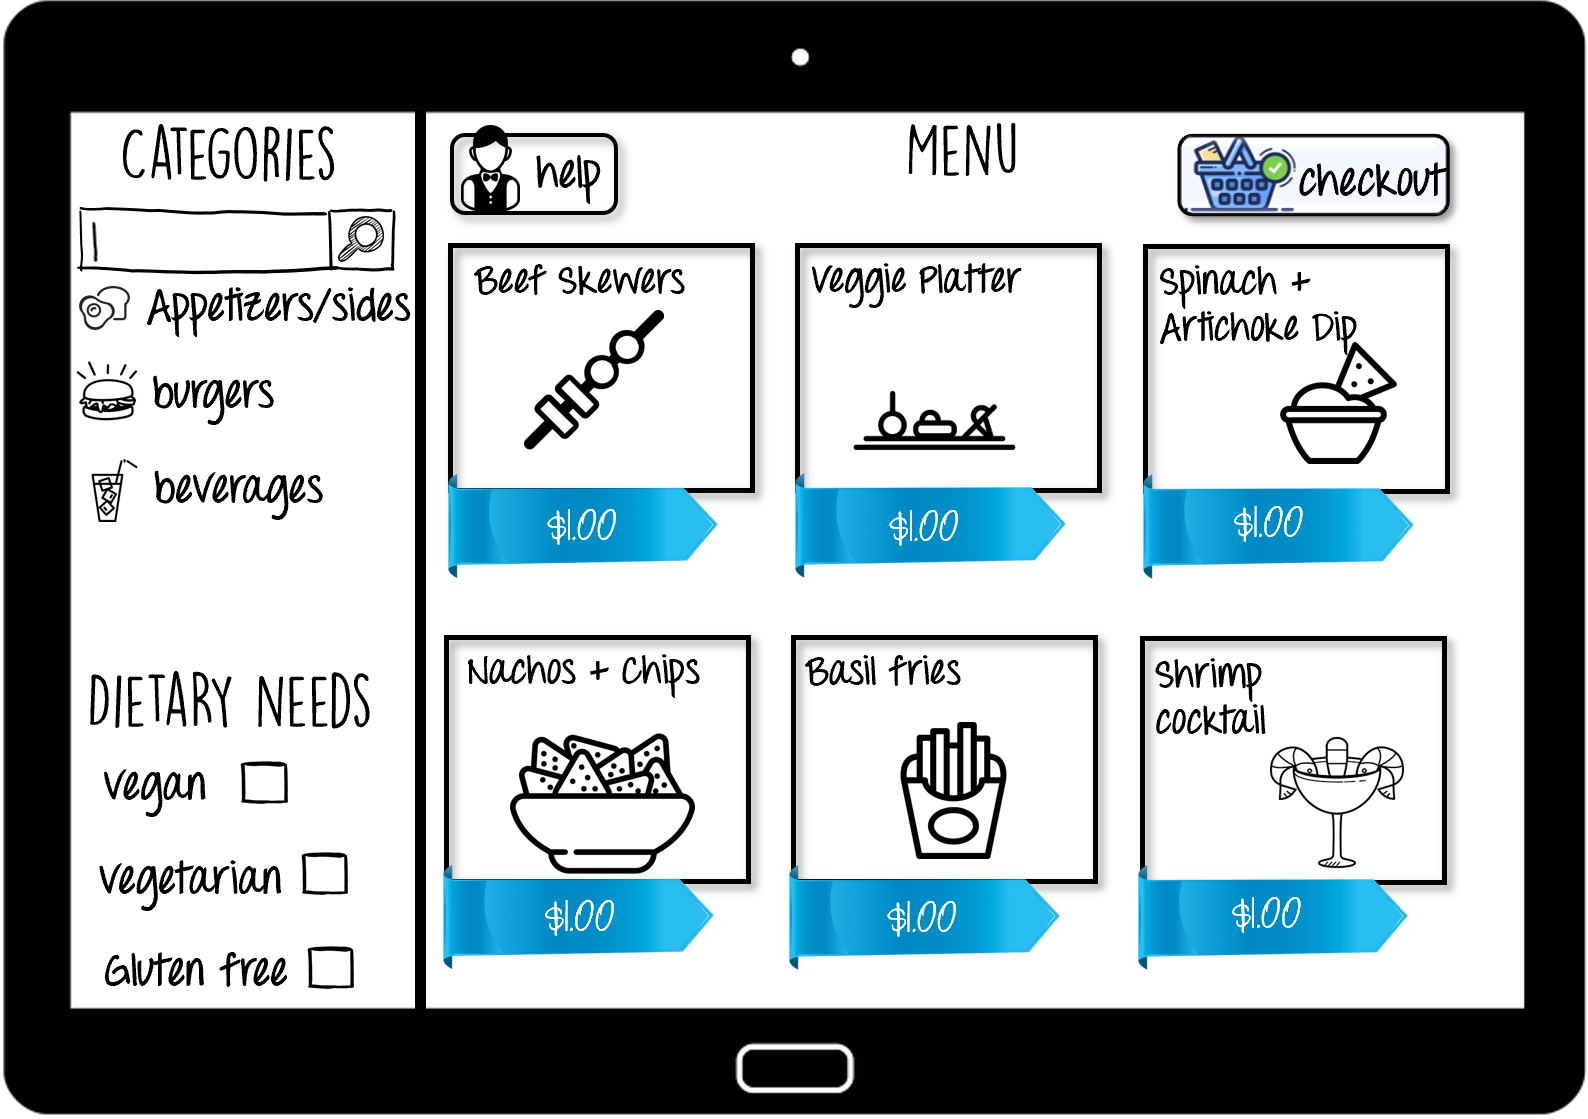 CATEGORIES
Appetizers/sides
burgers
beverages
DIETARY NEEDS
vegan
vegetarian
Gluten free
help
MENU
checkout
Beef Skewers
$1.00
Veggie Platter
$1.00
Spinach +
Artichoke Dip
$1.00
Nachos + Chips
$1.00
Basil fries
$1.00
Shrimp
cocktail
$1.00